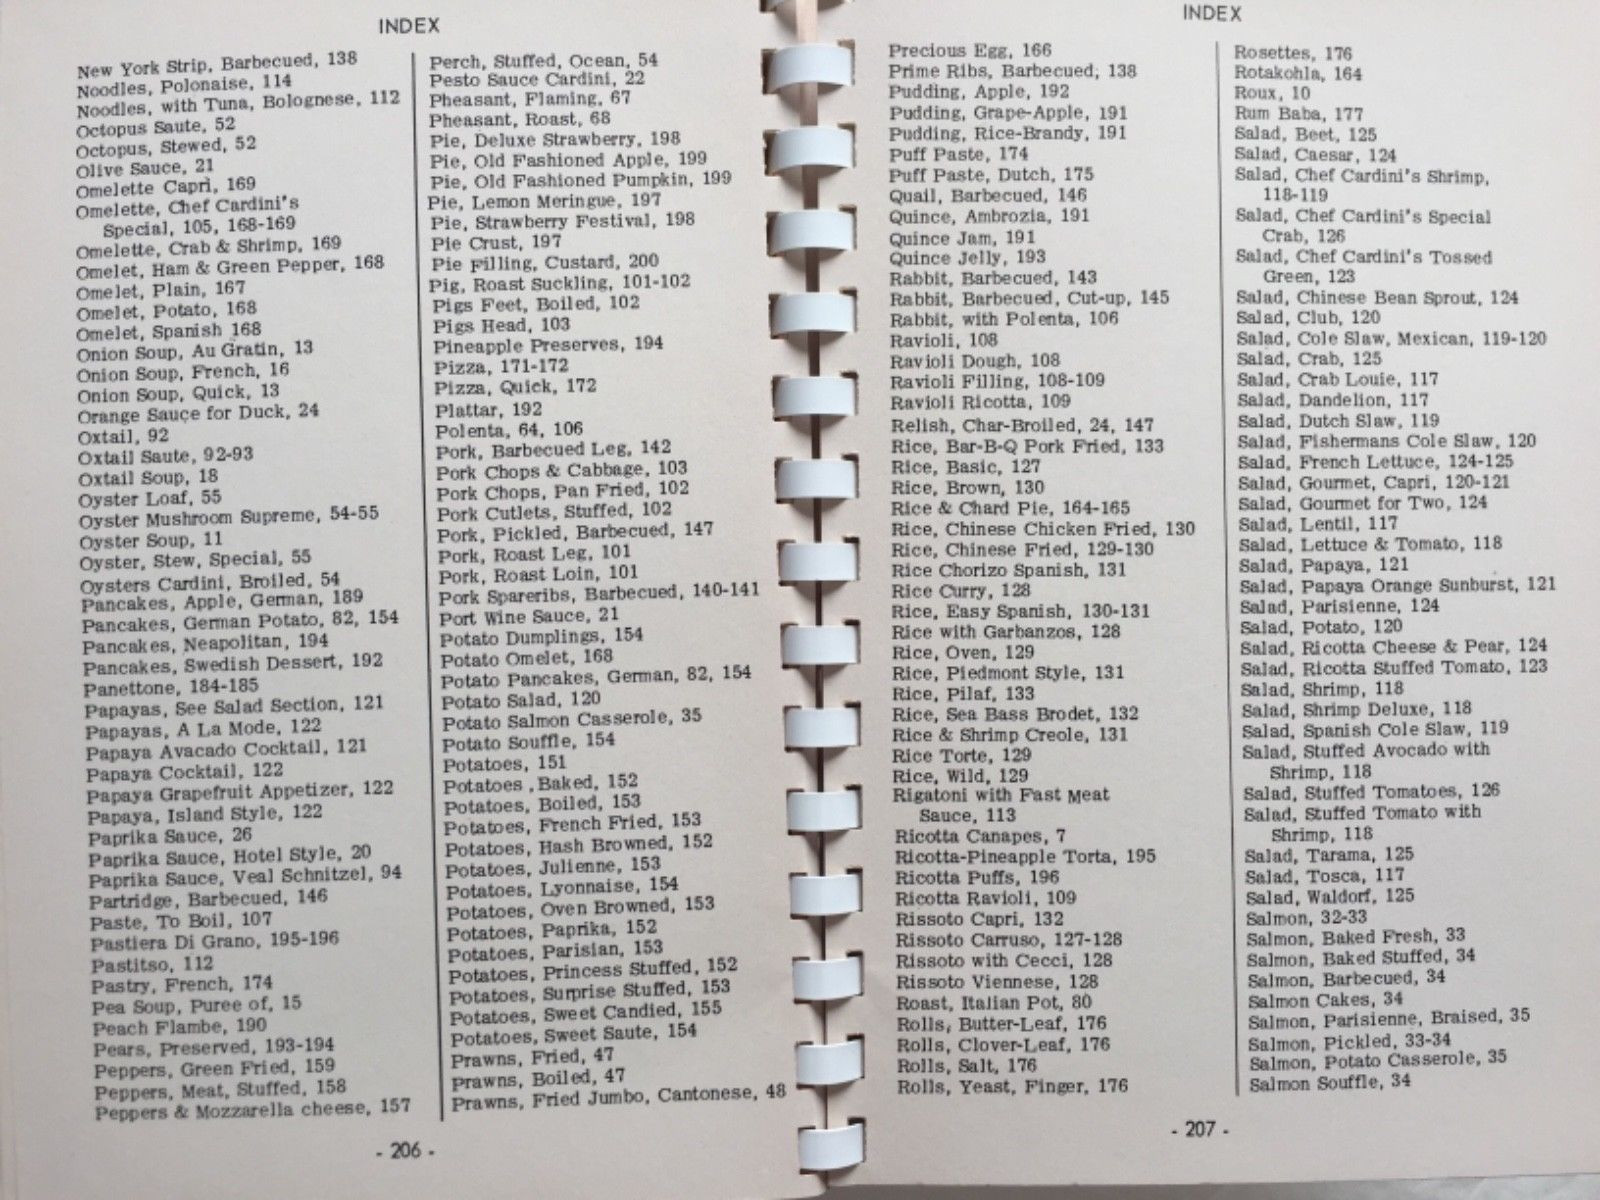 INDEX
New York Strip, Barbecued, 138
Noodles, Polonaise, 114
Noodles, with Tuna, Bolognese, 112
Octopus Saute, 52
Octopus, Stewed, 52
Olive Sauce, 21
Omelette Capri, 169
Omelette, Chef Cardini's
Special, 105, 168-169
Omelette, Crab & Shrimp, 169
Omelet, Ham & Green Pepper, 168
Omelet, Plain, 167
Omelet, Potato, 168
Omelet, Spanish 168
Onion Soup, Au Gratin, 13
Onion Soup, French, 16
Onion Soup, Quick, 13
Orange Sauce for Duck, 24
Oxtail, 92
Oxtail Saute, 92-93
Oxtail Soup, 18
Oyster Loaf, 55
Oyster Mushroom Supreme, 54-55
Oyster Soup, 11
Oyster, Stew, Special, 55
Oysters Cardini, Broiled, 54
Pancakes, Apple, German, 189
Pancakes, German Potato, 82, 154
Pancakes, Neapolitan, 194
Pancakes, Swedish Dessert, 192
Panettone, 184-185
Papayas, See Salad Section, 121
Papayas, A La Mode, 122
Papaya Avacado Cocktail, 121
Papaya Cocktail, 122
Papaya Grapefruit Appetizer, 122
Papaya, Island Style, 122
Paprika Sauce, 26
Paprika Sauce, Hotel Style, 20
Paprika Sauce, Veal Schnitzel, 94
Partridge, Barbecued, 146
Paste, To Boil, 107
Pastiera Di Grano, 195-196
Pastitso, 112
Pastry, French, 174
Pea Soup, Puree of, 15
Peach Flambe, 190
Pears, Preserved, 193-194
Peppers, Green Fried, 159
Peppers, Meat, Stuffed, 158
Peppers & Mozzarella cheese, 157
Perch, Stuffed, Ocean, 54
Pesto Sauce Cardini, 22
Pheasant, Flaming, 67
Pheasant, Roast, 68
Pie, Deluxe Strawberry, 198
Pie, Old Fashioned Apple, 199
Pie, Old Fashioned Pumpkin, 199
Pie, Lemon Meringue, 197
Pie, Strawberry Festival, 198
Pie Crust, 197
Pie Filling, Custard, 200
Pig, Roast Suckling, 101-102
Pigs Feet, Boiled, 102
Pigs Head, 103
Pineapple Preserves, 194
Pizza, 171-172
Pizza, Quick, 172
Plattar, 192
Polenta, 64, 106
Pork, Barbecued Leg, 142
Pork Chops & Cabbage, 103
Pork Chops, Pan Fried, 102
Pork Cutlets, Stuffed, 102
Pork, Pickled, Barbecued, 147
Pork, Roast Leg, 101
Pork, Roast Loin, 101
Pork Spareribs, Barbecued, 140-141
Port Wine Sauce, 21
Potato Dumplings, 154
Potato Omelet, 168
Potato Pancakes, German, 82, 154
Potato Salad, 120
Potato Salmon Casserole, 35
Potato Souffle, 154
Potatoes, 151
Potatoes , Baked, 152
Potatoes, Boiled, 153
Potatoes, French Fried, 153
Potatoes, Hash Browned, 152
Potatoes, Julienne, 153
Potatoes, Lyonnaise, 154
Potatoes, Oven Browned, 153
Potatoes, Paprika, 152
Potatoes, Parisian, 153
Potatoes, Princess Stuffed, 152
Potatoes, Surprise Stuffed, 153
Potatoes, Sweet Candied, 155
Potatoes, Sweet Saute, 154
Prawns, Fried, 47
Prawns, Boiled, 47
Prawns, Fried Jumbo, Cantonese, 48
- 206 -
INDEX
Precious Egg, 166
Prime Ribs, Barbecued, 138
Pudding, Apple, 192
Pudding, Grape-Apple, 191
Pudding, Rice-Brandy, 191
Puff Paste, 174
Puff Paste, Dutch, 175
Quail, Barbecued, 146
Quince, Ambrozia, 191
Quince Jam, 191
Quince Jelly, 193
Rabbit, Barbecued, 143
Rabbit, Barbecued, Cut-up, 145
Rabbit, with Polenta, 106
Ravioli, 108
Ravioli Dough, 108
Ravioli Filling, 108-109
Ravioli Ricotta, 109
Relish, Char-Broiled, 24, 147
Rice, Bar-B-Q Pork Fried, 133
Rice, Basic, 127
Rice, Brown, 130
Rice & Chard Pie, 164-165
Rice, Chinese Chicken Fried, 130
Rice, Chinese Fried, 129-130
Rice Chorizo Spanish, 131
Rice Curry, 128
Rice, Easy Spanish, 130-131
Rice with Garbanzos, 128
Rice, Oven, 129
Rice, Piedmont Style, 131
Rice, Pilaf, 133
Rice, Sea Bass Brodet, 132
Rice & Shrimp Creole, 131
Rice Torte, 129
Rice, Wild, 129
Rigatoni with Fast Meat
Sauce, 113
Ricotta Canapes, 7
Ricotta-Pineapple Torta, 195
Ricotta Puffs, 196
Ricotta Ravioli, 109
Rissoto Capri, 132
Rissoto Carruso, 127-128
Rissoto with Cecci, 128
Rissoto Viennese, 128
Roast, Italian Pot, 80
Rolls, Butter-Leaf, 176
Rolls, Clover-Leaf, 176
Rolls, Salt, 176
Rolls, Yeast, Finger, 176
Rosettes, 176
Rotakohla, 164
Roux, 10
Rum Baba, 177
Salad, Beet, 125
Salad, Caesar, 124
Salad, Chef Cardini's Shrimp,
118-119
Salad, Chef Cardini's Special
Crab, 126
Salad, Chef Cardini's Tossed
Green, 123
Salad, Chinese Bean Sprout, 124
Salad, Club, 120
Salad, Cole Slaw, Mexican, 119-120
Salad, Crab, 125
Salad, Crab Louie, 117
Salad, Dandelion, 117
Salad, Dutch Slaw, 119
Salad, Fishermans Cole Slaw, 120
Salad, French Lettuce, 124-125
Salad, Gourmet, Capri, 120-121
Salad, Gourmet for Two, 124
Salad, Lentil, 117
Salad, Lettuce & Tomato, 118
Salad, Papaya, 121
Salad, Papaya Orange Sunburst, 121
Salad, Parisienne, 124
Salad, Potato, 120
Salad, Ricotta Cheese & Pear, 124
Salad, Ricotta Stuffed Tomato, 123
Salad, Shrimp, 118
Salad, Shrimp Deluxe, 118
Salad, Spanish Cole Slaw, 119
Salad, Stuffed Avocado with
Shrimp, 118
Salad, Stuffed Tomatoes, 126
Salad, Stuffed Tomato with
Shrimp, 118
Salad, Tarama, 125
Salad, Tosca, 117
Salad, Waldorf, 125
Salmon, 32-33
Salmon, Baked Fresh, 33
Salmon, Baked Stuffed, 34
Salmon, Barbecued, 34
Salmon Cakes, 34
Salmon, Parisienne, Braised, 35
Salmon, Pickled, 33-34
Salmon, Potato Casserole, 35
Salmon Souffle, 34
- 207 -